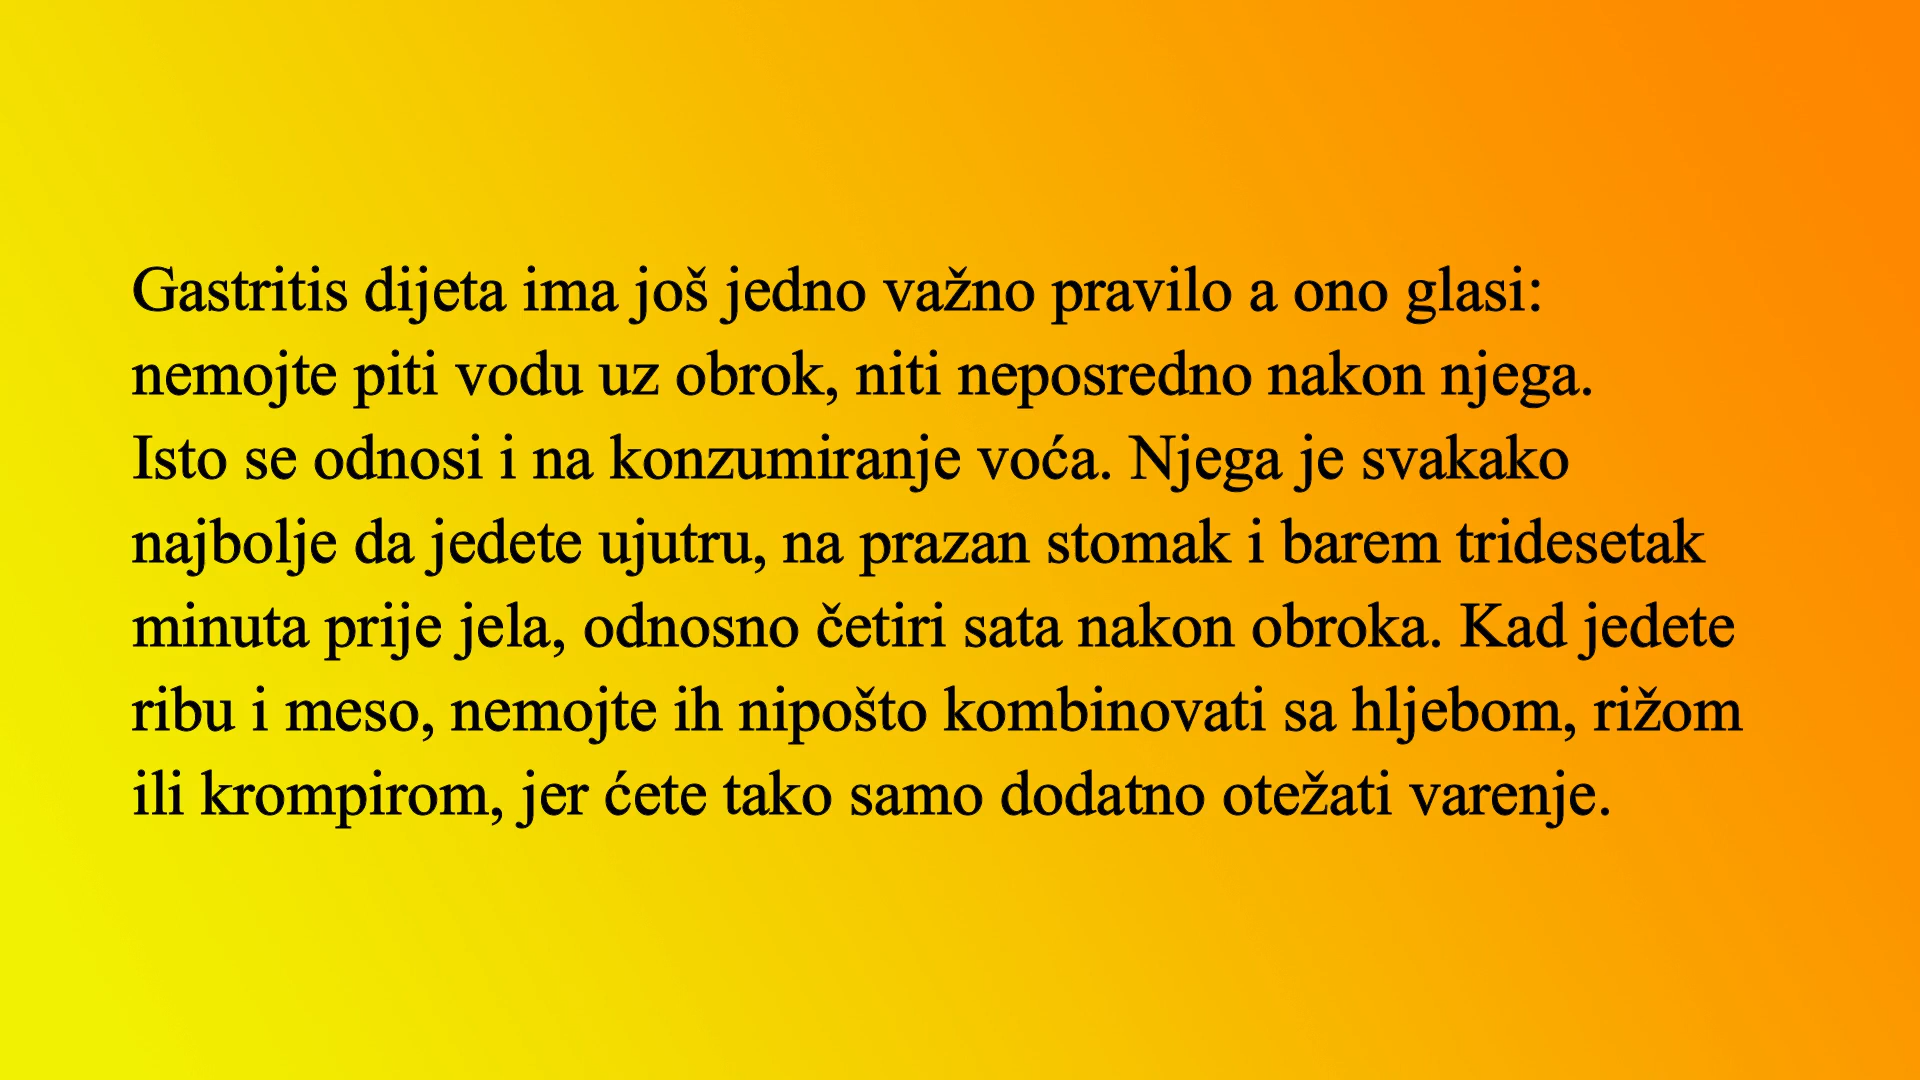 Gastritis dijeta ima još jedno važno pravilo a ono glasi:
nemojte piti vodu uz obrok, niti neposredno nakon njega.
Isto se odnosi i na konzumiranje voća. Njega je svakako
najbolje da jedete ujutru, na prazan stomak i barem tridesetak
minuta prije jela, odnosno četiri sata nakon obroka. Kad jedete
ribu i meso, nemojte ih nipošto kombinovati sa hljebom, rižom
ili krompirom, jer ćete tako samo dodatno otežati varenje.